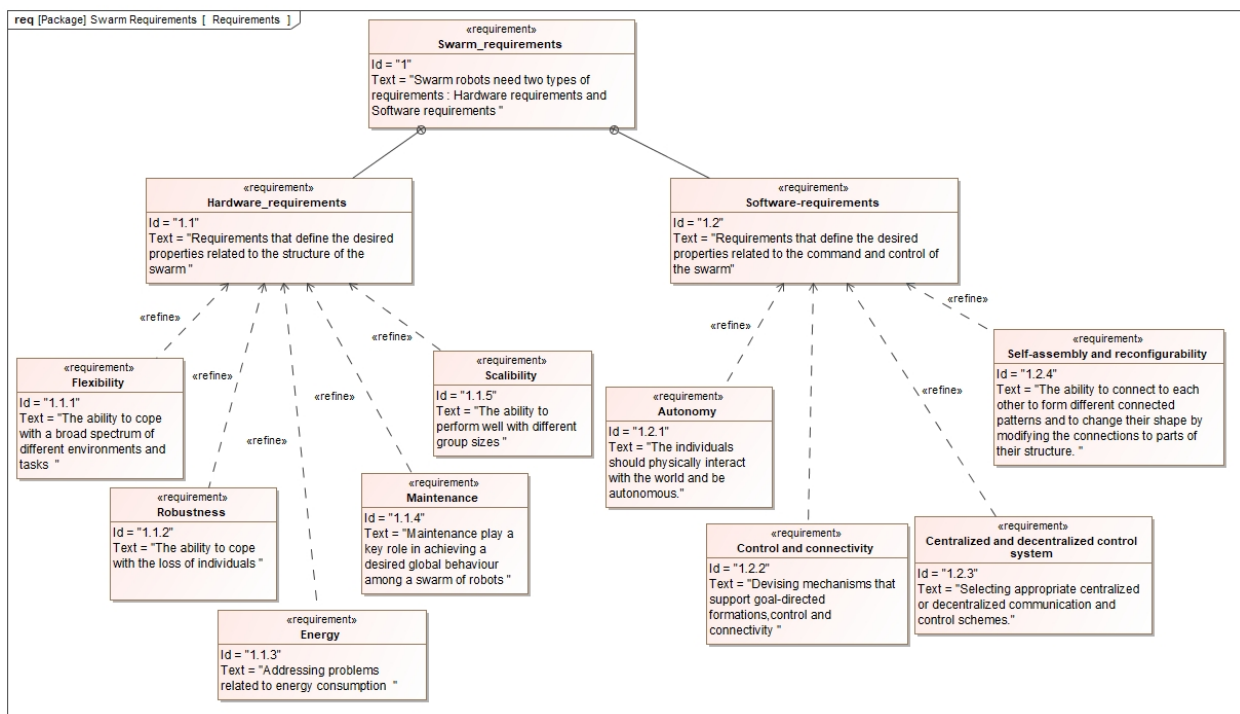 req [Package] Swarm Requirements [ Requirements ]
«requirement»
Swarm_requirements
Id = "1"
Text = "Swarm robots need two types of
requirements : Hardware requirements and
Software requirements "
«requirement»
Hardware_requirements
Id = "1.1"
Text = "Requirements that define the desired
properties related to the structure of the
swarm "
«requirement»
Software-requirements
Id = "1.2"
Text = "Requirements that define the desired
properties related to the command and control of
the swarm"
«refine»
«refine»
«refine»
«refine»
«refine»
«requirement»
Flexibility
Id = "1.1.1"
Text = "The ability to cope
with a broad spectrum of
different environments and
tasks "
«requirement»
Robustness
Id = "1.1.2"
Text = "The ability to cope
with the loss of individuals "
«requirement»
Energy
Id = "1.1.3"
Text = "Addressing problems
related to energy consumption "
«requirement»
Maintenance
Id = "1.1.4"
Text = "Maintenance play a
key role in achieving a
desired global behaviour
among a swarm of robots "
«requirement»
Scalibility
Id = "1.1.5"
Text = "The ability to
perform well with different
group sizes "
«refine»
«refine»
«refine»
«refine»
«requirement»
Autonomy
Id = "1.2.1"
Text = "The individuals
should physically interact
with the world and be
autonomous."
«requirement»
Control and connectivity
Id = "1.2.2"
Text = "Devising mechanisms that
support goal-directed
formations,control and
connectivity "
«requirement»
Centralized and decentralized control
system
Id = "1.2.3"
Text = "Selecting appropriate centralized
or decentralized communication and
control schemes."
«requirement»
Self-assembly and reconfigurability
Id = "1.2.4"
Text = "The ability to connect to each
other to form different connected
patterns and to change their shape by
modifying the connections to parts of
their structure. "